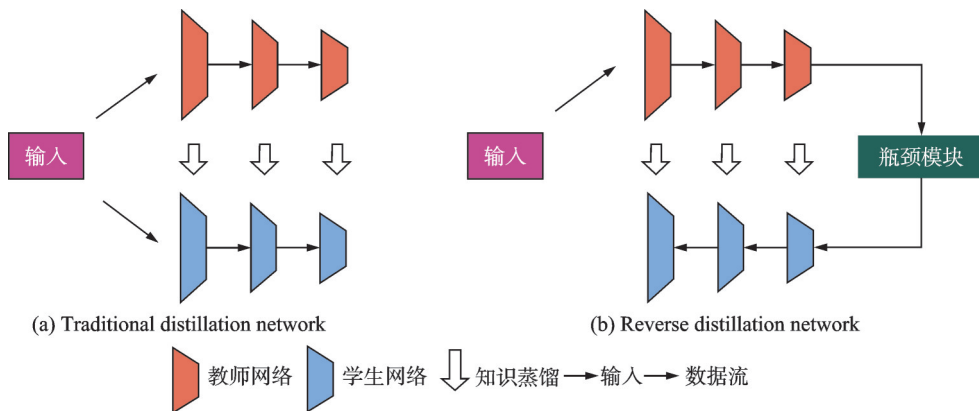 输入
输入
瓶颈模块
(a) Traditional distillation network
(b) Reverse distillation network
教师网络 学生网络 知识蒸馏 输入 数据流